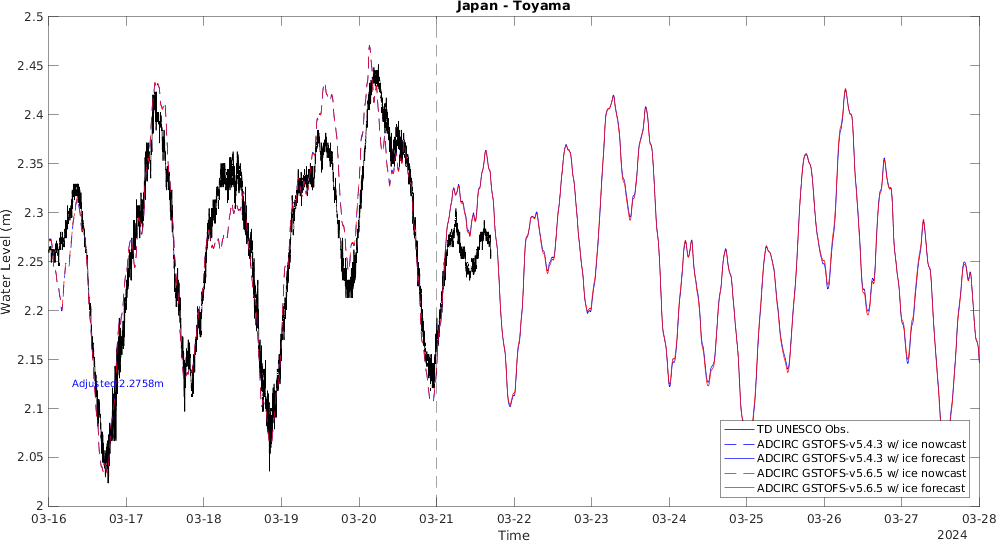 Japan - Toyama
2.5
2.45
2.4
2.35
2.3
2.25
2.2
2.15
2.1
2.05
2
Water Level (m)
Adjusted 2.2758m
TD UNESCO Obs.
ADCIRC GSTOFS-v5.4.3 w/ ice nowcast
ADCIRC GSTOFS-v5.4.3 w/ ice forecast
ADCIRC GSTOFS-v5.6.5 w/ ice nowcast
ADCIRC GSTOFS-v5.6.5 w/ ice forecast
03-16 03-17 03-18 03-19 03-20 03-21 03-22 03-23 03-24 03-25 03-26 03-27 03-28
Time
2024